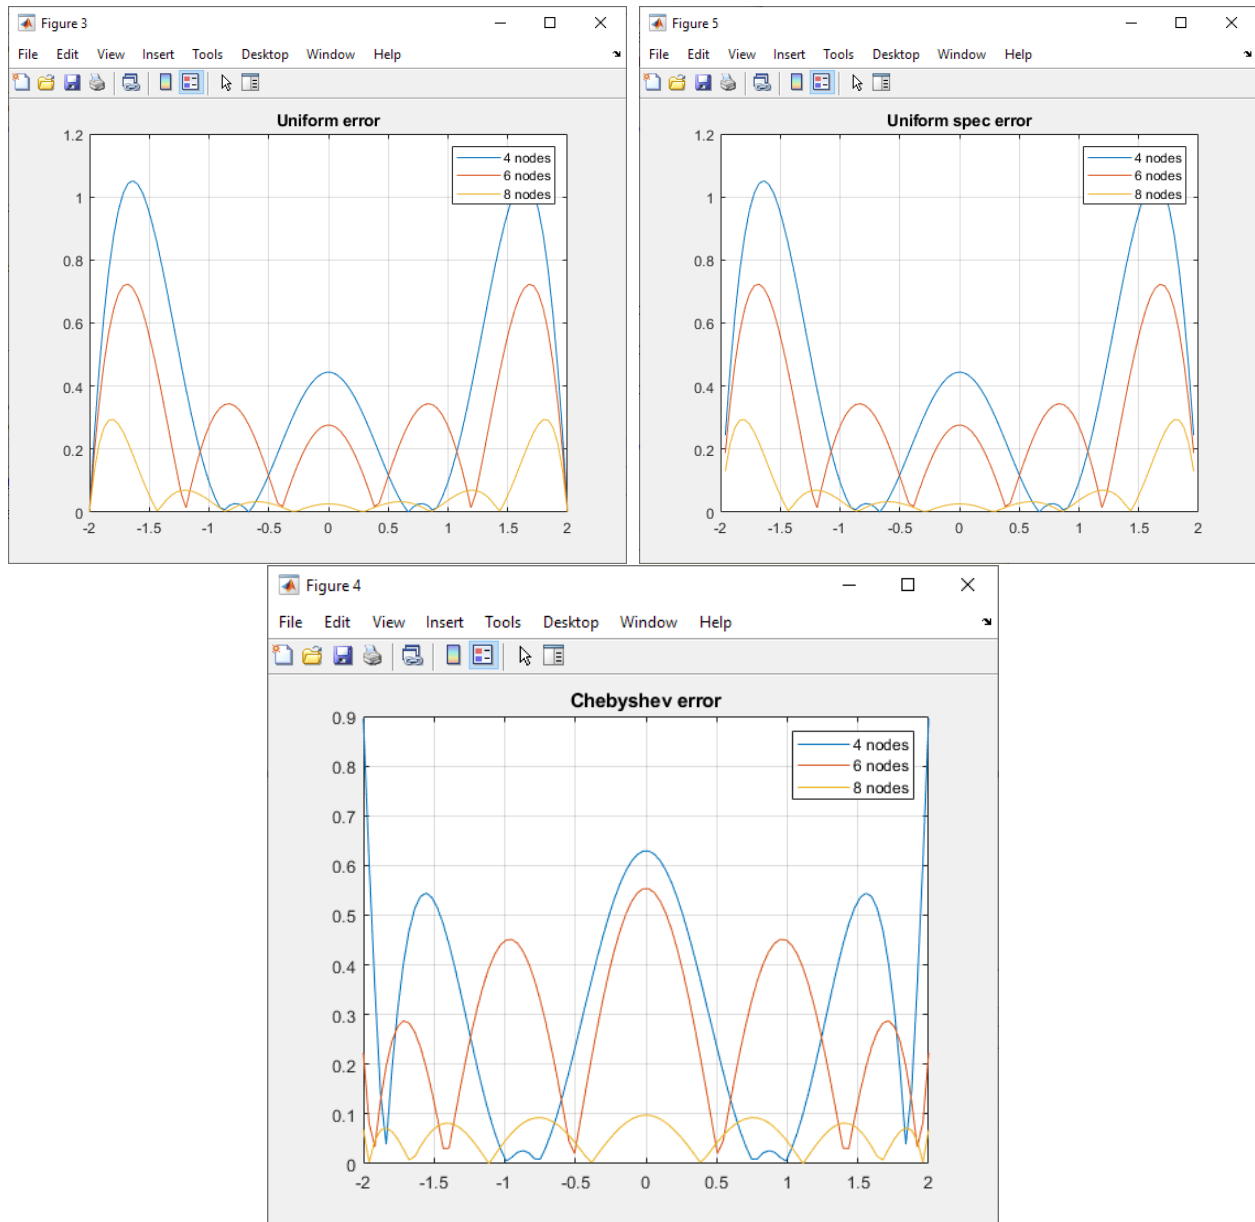 Figure 3
File Edit View Insert Tools Desktop Window Help
Uniform error
1.2
1
0.8
0.6
0.4
0.2
0
-2 -1.5 -1 -0.5 0 0.5 1 1.5 2
4 nodes
6 nodes
8 nodes
Figure 5
File Edit View Insert Tools Desktop Window Help
Uniform spec error
1.2
1
0.8
0.6
0.4
0.2
0
-2 -1.5 -1 -0.5 0 0.5 1 1.5 2
4 nodes
6 nodes
8 nodes
Figure 4
File Edit View Insert Tools Desktop Window Help
Chebyshev error
0.9
0.8
0.7
0.6
0.5
0.4
0.3
0.2
0.1
0
-2 -1.5 -1 -0.5 0 0.5 1 1.5 2
4 nodes
6 nodes
8 nodes